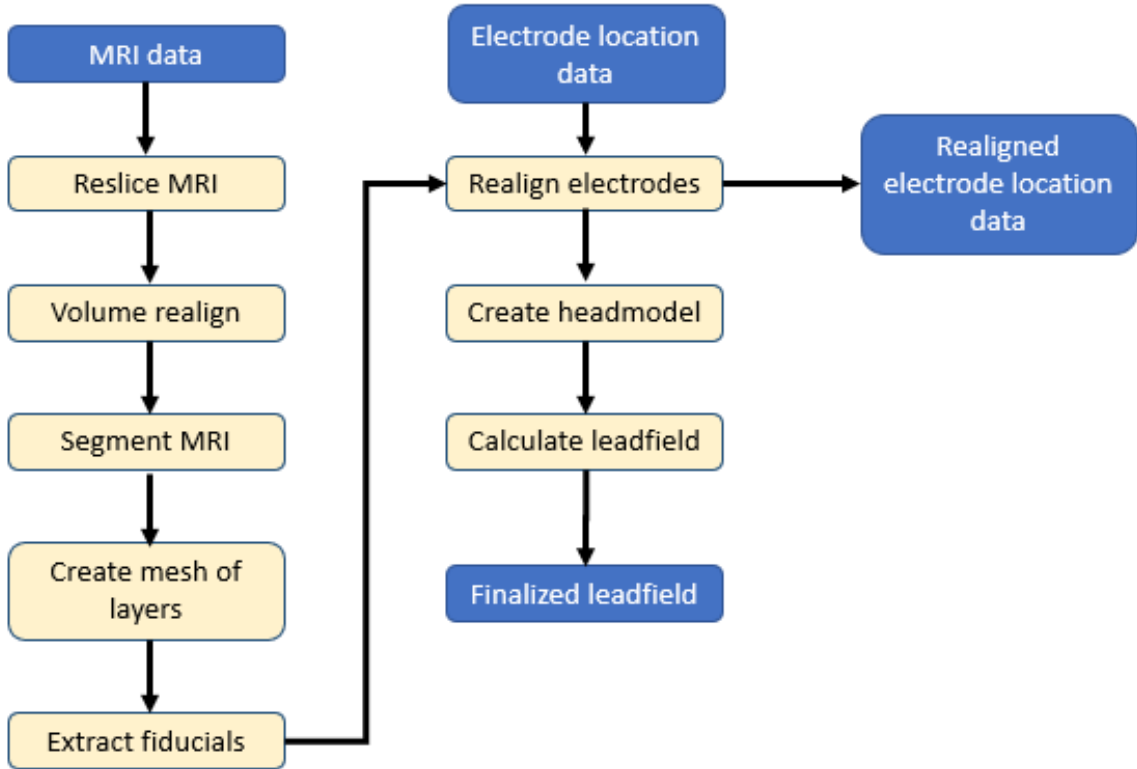 MRI data
Reslice MRI
Volume realign
Segment MRI
Create mesh of
layers
Extract fiducials
Electrode location
data
Realign electrodes
Create headmodel
Calculate leadfield
Finalized leadfield
Realigned
electrode location
data